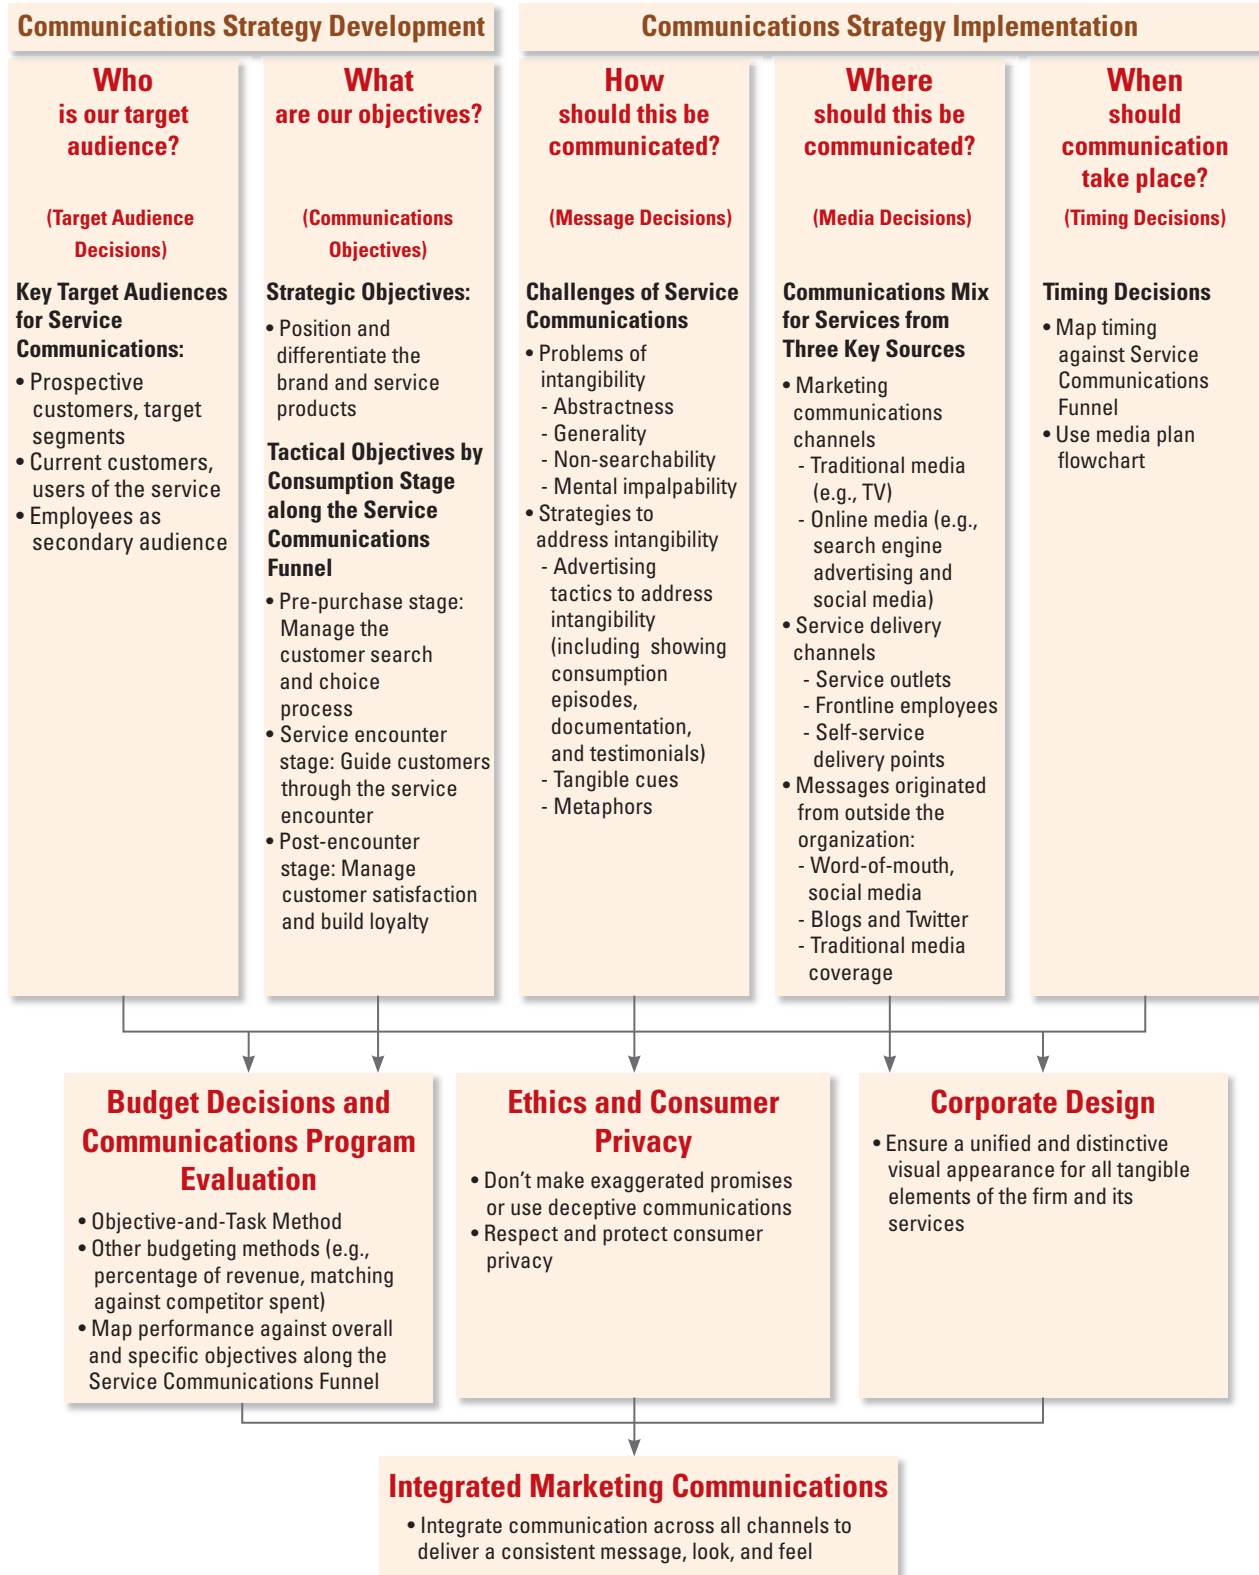 Communications Strategy Development
Communications Strategy Implementation
Who
is our target
audience?
(Target Audience
Decisions)
Key Target Audiences
for Service
Communications:
• Prospective
customers, target
segments
• Current customers,
users of the service
• Employees as
secondary audience
What
are our objectives?
(Communications
Objectives)
Strategic Objectives:
• Position and
differentiate the
brand and service
products
Tactical Objectives by
Consumption Stage
along the Service
Communications
Funnel
• Pre-purchase stage:
Manage the
customer search
and choice
process
• Service encounter
stage: Guide customers
through the service
encounter
• Post-encounter
stage: Manage
customer satisfaction
and build loyalty
How
should this be
communicated?
(Message Decisions)
Challenges of Service
Communications
• Problems of
intangibility
- Abstractness
- Generality
- Non-searchability
- Mental impalpability
• Strategies to
address intangibility
- Advertising
tactics to address
intangibility
(including showing
consumption
episodes,
documentation,
and testimonials)
- Tangible cues
- Metaphors
Where
should this be
communicated?
(Media Decisions)
Communications Mix
for Services from
Three Key Sources
• Marketing
communications
channels
- Traditional media
(e.g., TV)
- Online media (e.g.,
search engine
advertising and
social media)
• Service delivery
channels
- Service outlets
- Frontline employees
- Self-service
delivery points
• Messages originated
from outside the
organization:
- Word-of-mouth,
social media
- Blogs and Twitter
- Traditional media
coverage
When
should
communication
take place?
(Timing Decisions)
Timing Decisions
• Map timing
against Service
Communications
Funnel
• Use media plan
flowchart
Budget Decisions and
Communications Program
Evaluation
• Objective-and-Task Method
• Other budgeting methods (e.g.,
percentage of revenue, matching
against competitor spent)
• Map performance against overall
and specific objectives along the
Service Communications Funnel
Ethics and Consumer
Privacy
• Don't make exaggerated promises
or use deceptive communications
• Respect and protect consumer
privacy
Corporate Design
• Ensure a unified and distinctive
visual appearance for all tangible
elements of the firm and its
services
Integrated Marketing Communications
• Integrate communication across all channels to
deliver a consistent message, look, and feel